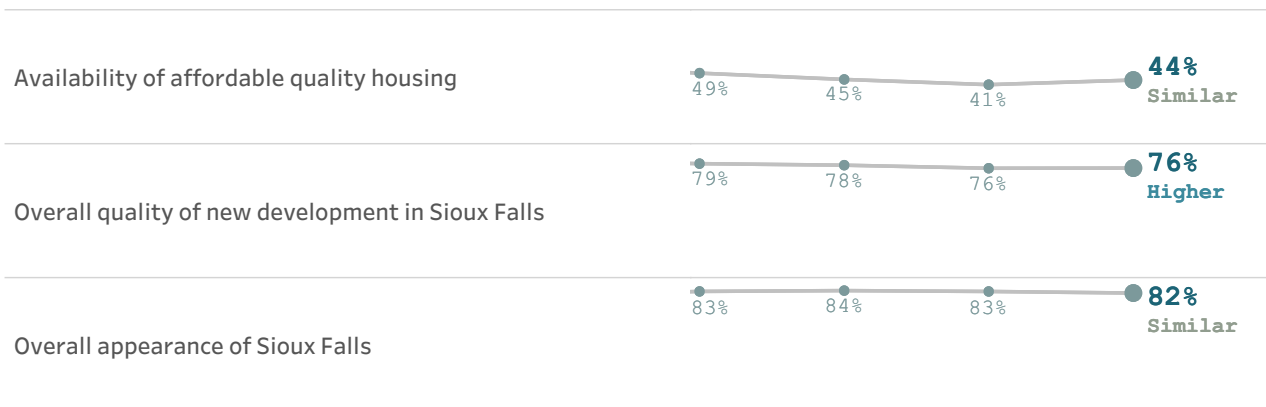 Availability of affordable quality housing
49%
45%
41%
44%
Similar
Overall quality of new development in Sioux Falls
79%
78%
76%
76%
Higher
Overall appearance of Sioux Falls
83%
84%
83%
82%
Similar